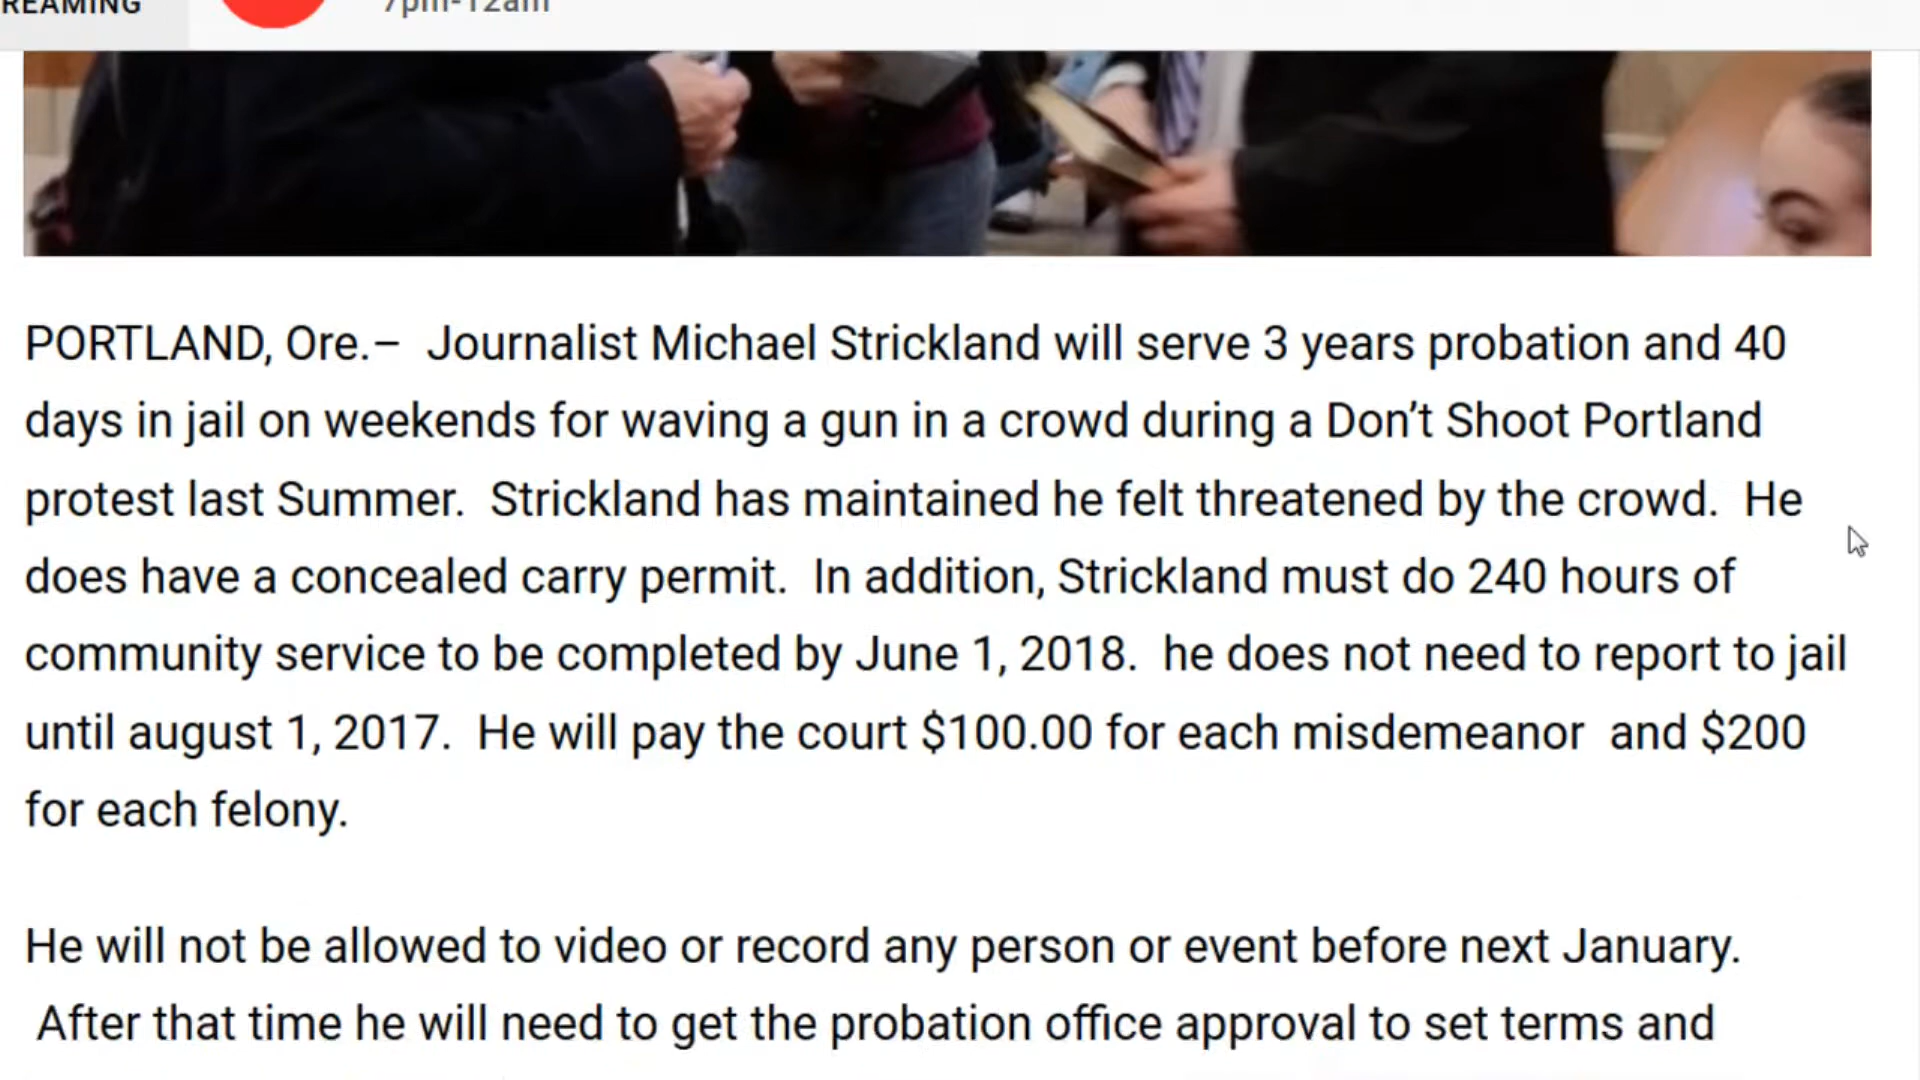 REAMING
7pm-12am
PORTLAND, Ore.–  Journalist Michael Strickland will serve 3 years probation and 40
days in jail on weekends for waving a gun in a crowd during a Don’t Shoot Portland
protest last Summer.  Strickland has maintained he felt threatened by the crowd.  He
does have a concealed carry permit.  In addition, Strickland must do 240 hours of
community service to be completed by June 1, 2018.  he does not need to report to jail
until august 1, 2017.  He will pay the court $100.00 for each misdemeanor  and $200
for each felony.
He will not be allowed to video or record any person or event before next January.
After that time he will need to get the probation office approval to set terms and